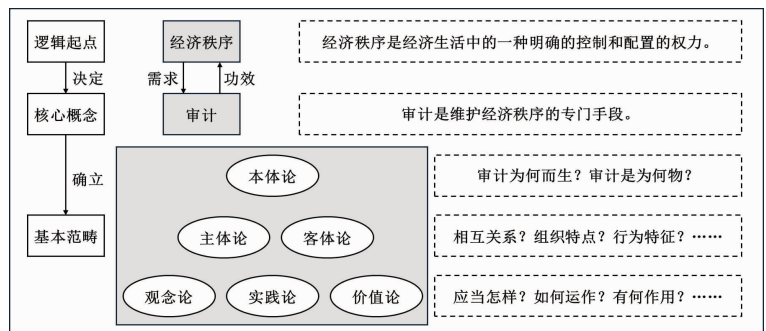 逻辑起点
经济秩序
经济秩序是经济生活中的一种明确的控制和配置的权力。
决定
需求
功效
核心概念
审计
审计是维护经济秩序的专门手段。
确立
本体论
审计为何而生？审计是为何物？
基本范畴
主体论
客体论
相互关系？组织特点？行为特征？……
观念论
实践论
价值论
应当怎样？如何运作？有何作用？……